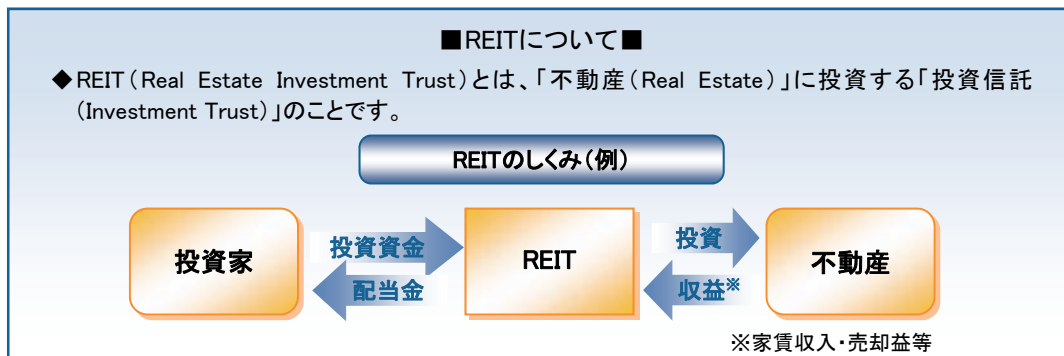 ■REITについて■
◆REIT(Real Estate Investment Trust)とは、「不動産(Real Estate)」に投資する「投資信託
(Investment Trust)」のことです。
REITのしくみ(例)
投資家
投資資金
配当金
REIT
投資
収益※
不動産
※家賃収入・売却益等